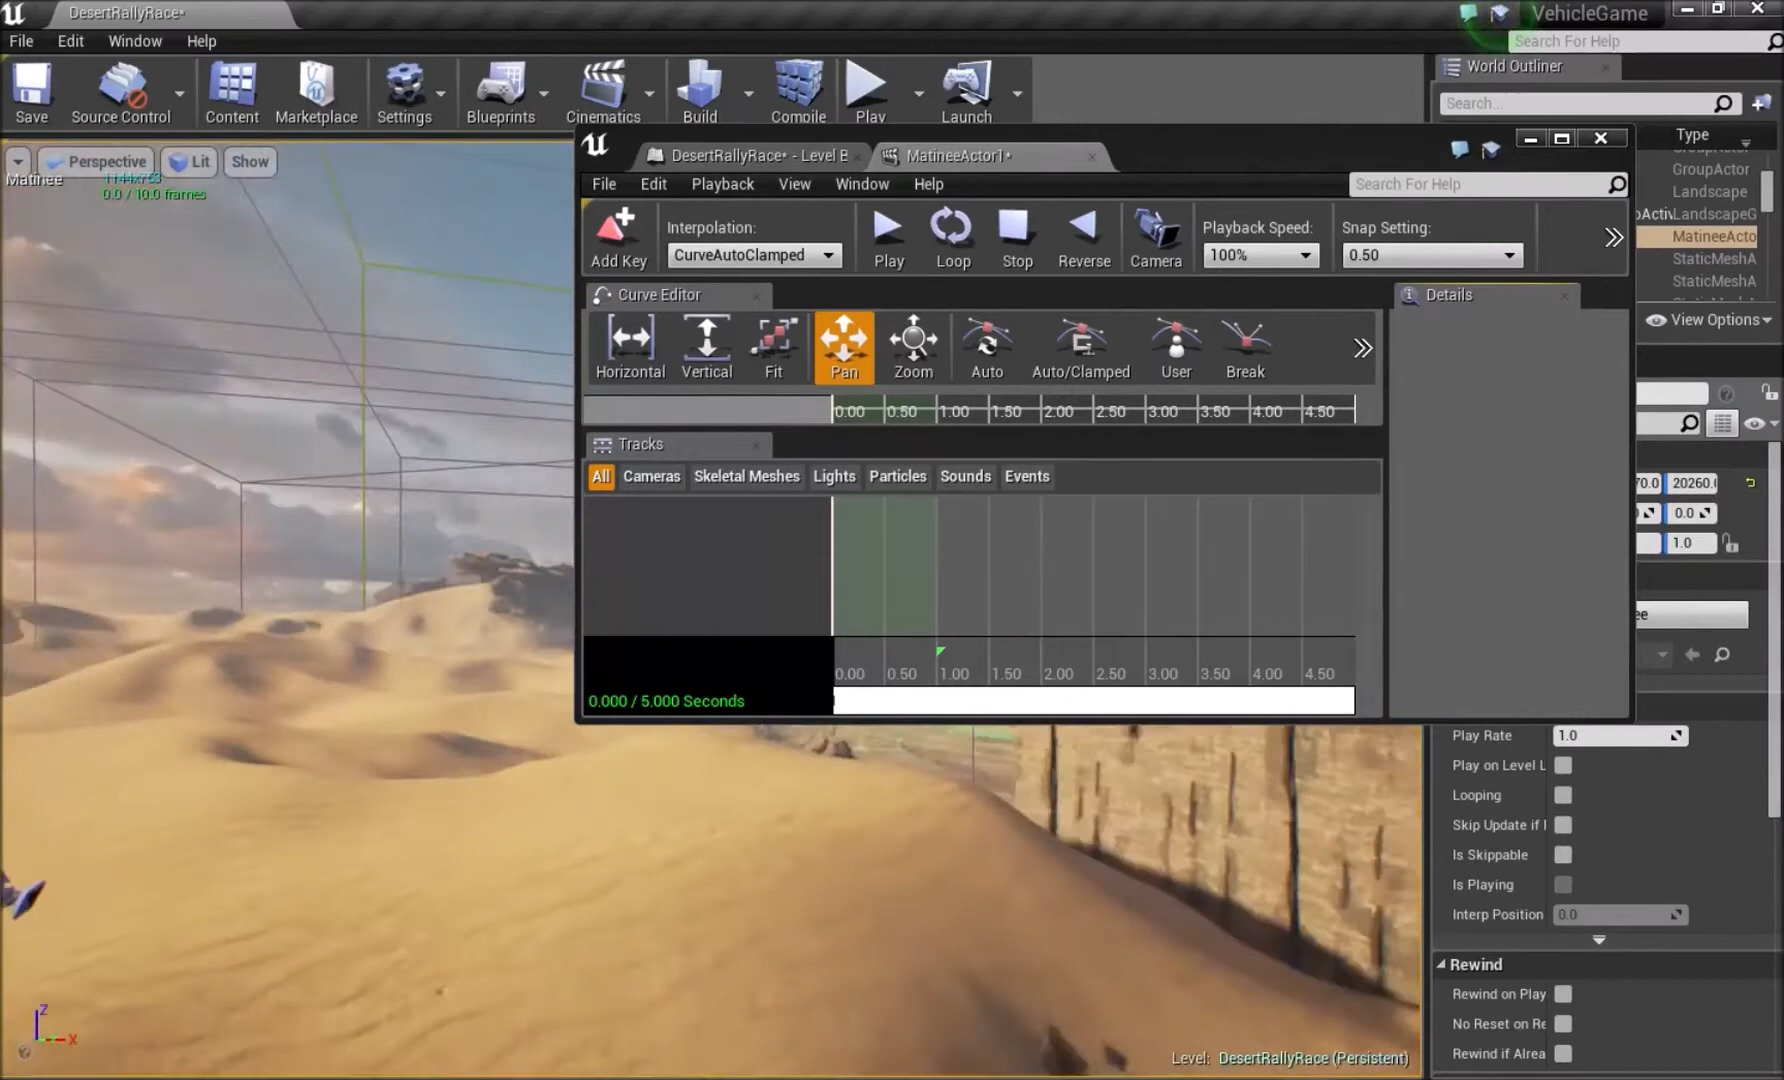 DesertRallyRace*
VehicleGame
File Edit Window Help
Search For Help
Save
Source Control
Content
Marketplace
Settings
Blueprints
Cinematics
Build
Compile
Play
Launch
World Outliner
Search...
Type
GroupActor
Landscape
LandscapeG
MatineeActo
StaticMeshA
StaticMeshA
View Options
Perspective
Lit
Show
Matinee
0.0 / 10.0 frames
DesertRallyRace* - Level B
MatineeActor1*
File Edit Playback View Window Help
Search For Help
Add Key
Interpolation:
CurveAutoClamped
Play
Loop
Stop
Reverse
Camera
Playback Speed:
100%
Snap Setting:
0.50
Curve Editor
Details
Horizontal
Vertical
Fit
Pan
Zoom
Auto
Auto/Clamped
User
Break
0.00 0.50 1.00 1.50 2.00 2.50 3.00 3.50 4.00 4.50
Tracks
All Cameras Skeletal Meshes Lights Particles Sounds Events
0.00 0.50 1.00 1.50 2.00 2.50 3.00 3.50 4.00 4.50
0.000 / 5.000 Seconds
70.0 20260.
0.0
1.0
ee
Play Rate 1.0
Play on Level L
Looping
Skip Update if
Is Skippable
Is Playing
Interp Position 0.0
Rewind
Rewind on Play
No Reset on Re
Rewind if Alrea
Z
X
Level: DesertRallyRace (Persistent)